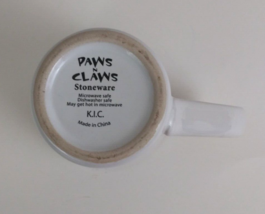 PAWS
N
CLAWS
Stoneware
Microwave safe
Dishwasher safe
May get hot in microwave
K.I.C.
Made in China